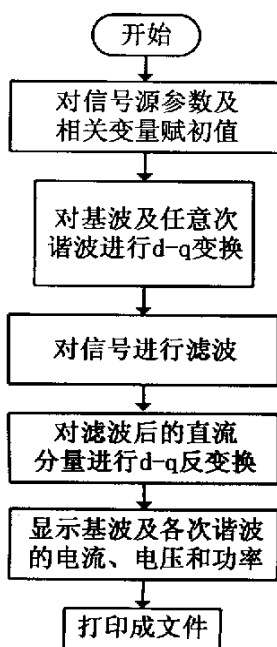 开始
对信号源参数及
相关变量赋初值
对基波及任意次
谐波进行d-q变换
对信号进行滤波
对滤波后的直流
分量进行d-q反变换
显示基波及各次谐波
的电流、电压和功率
打印成文件